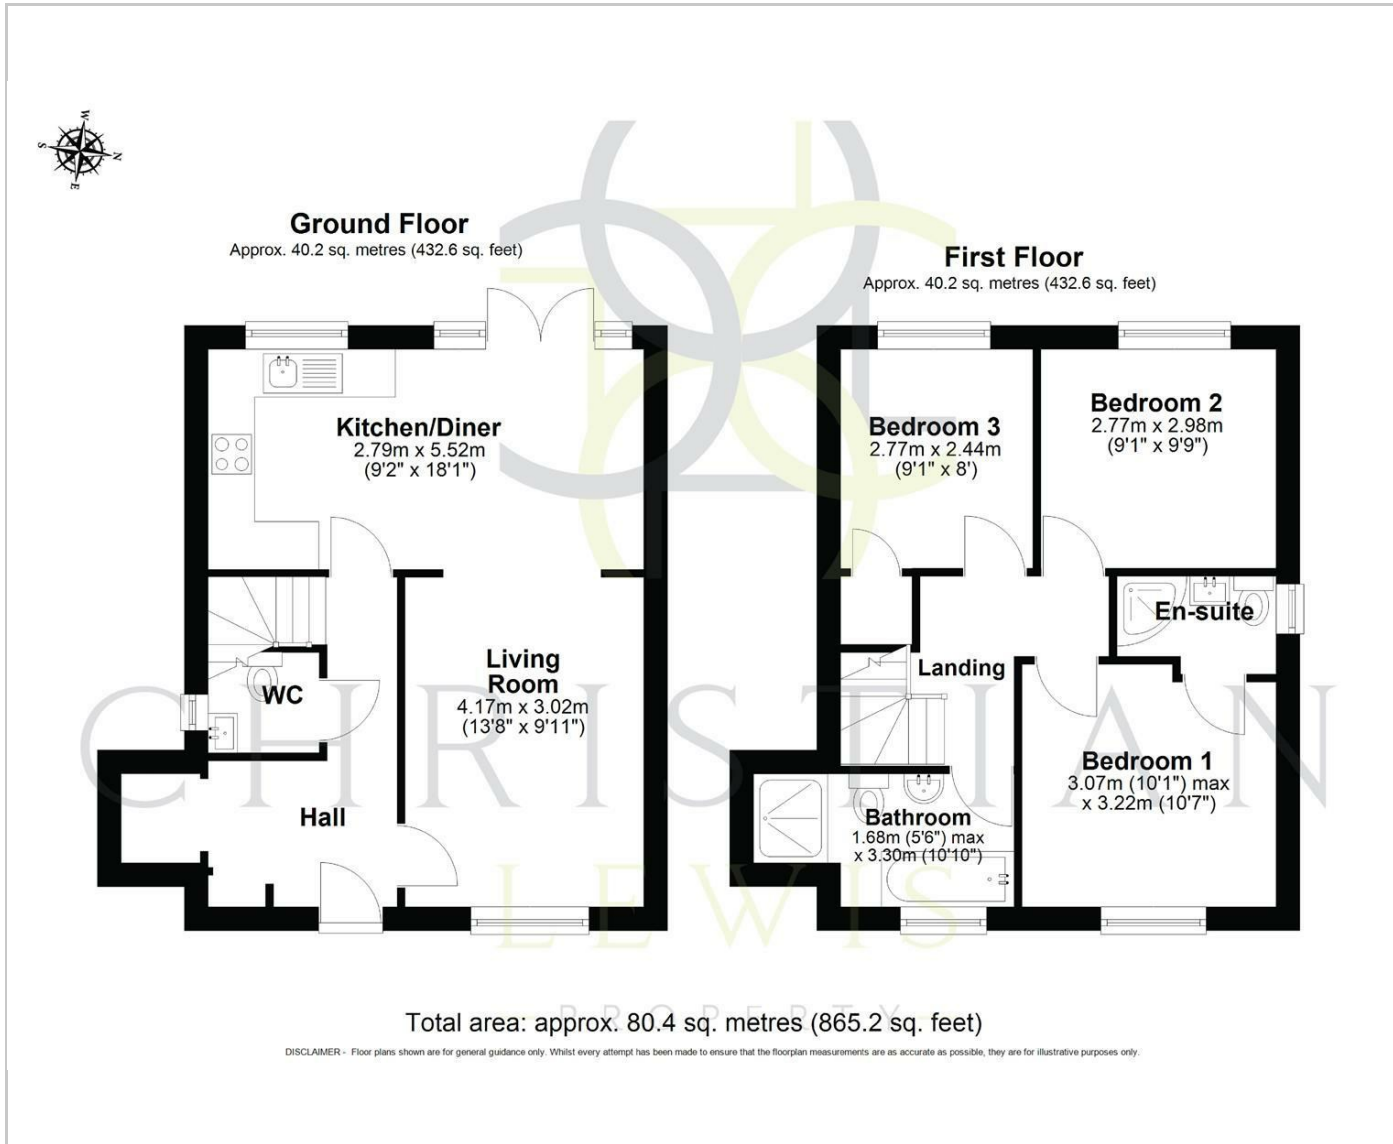 W
S
N
E
Ground Floor
Approx. 40.2 sq. metres (432.6 sq. feet)
First Floor
Approx. 40.2 sq. metres (432.6 sq. feet)
Kitchen/Diner
2.79m x 5.52m
(9'2" x 18'1")
Living
Room
4.17m x 3.02m
(13'8" x 9'11")
WC
Hall
Bedroom 3
2.77m x 2.44m
(9'1" x 8')
Bedroom 2
2.77m x 2.98m
(9'1" x 9'9")
En-suite
Landing
Bedroom 1
3.07m (10'1") max
x 3.22m (10'7")
Bathroom
1.68m (5'6") max
x 3.30m (10'10")
CHRISTIAN
LEWIS
PROPERTY
Total area: approx. 80.4 sq. metres (865.2 sq. feet)
DISCLAIMER - Floor plans shown are for general guidance only. Whilst every attempt has been made to ensure that the floorplan measurements are as accurate as possible, they are for illustrative purposes only.